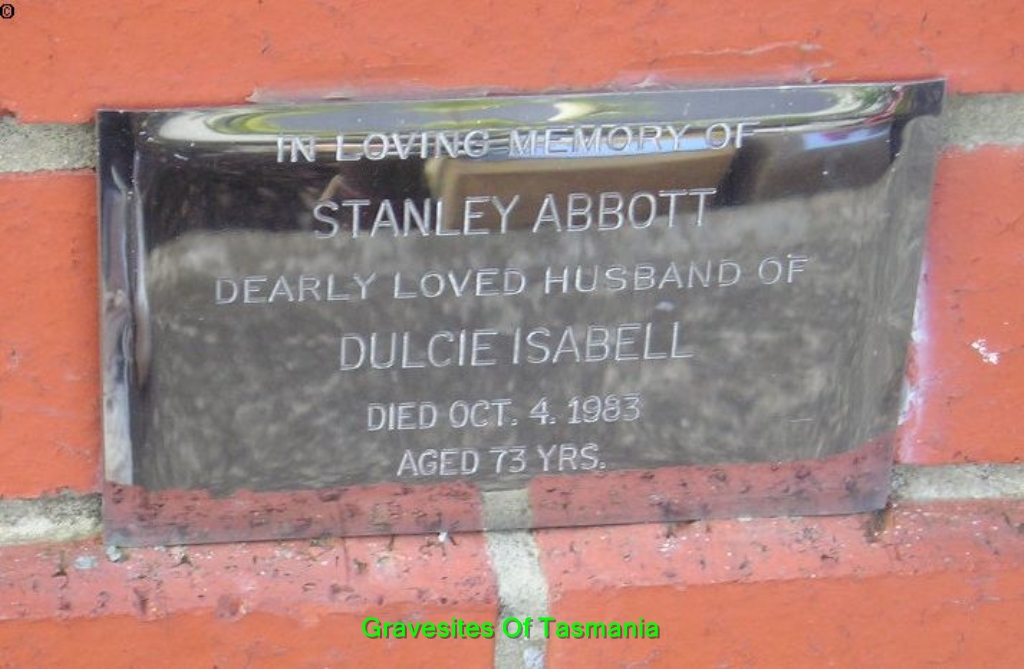 ©
IN LOVING MEMORY OF
STANLEY ABBOTT
DEARLY LOVED HUSBAND OF
DULCIE ISABELL
DIED OCT. 4. 1983
AGED 73 YRS.
Gravesites Of Tasmania